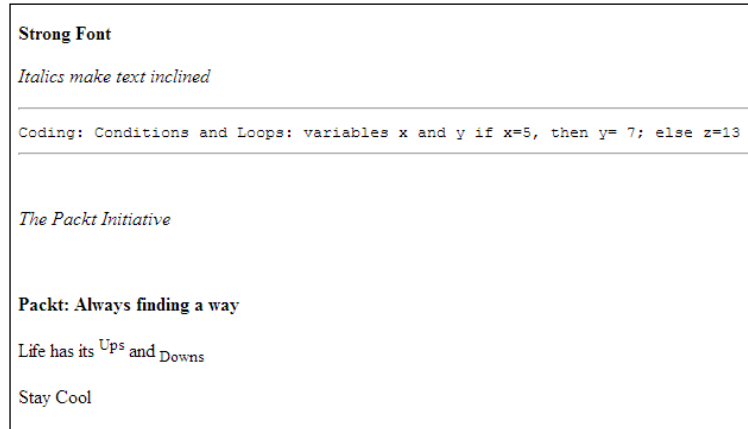 Strong Font
Italics make text inclined
Coding: Conditions and Loops: variables x and y if x=5, then y= 7; else z=13
The Packt Initiative
Packt: Always finding a way
Life has its Ups and Downs
Stay Cool